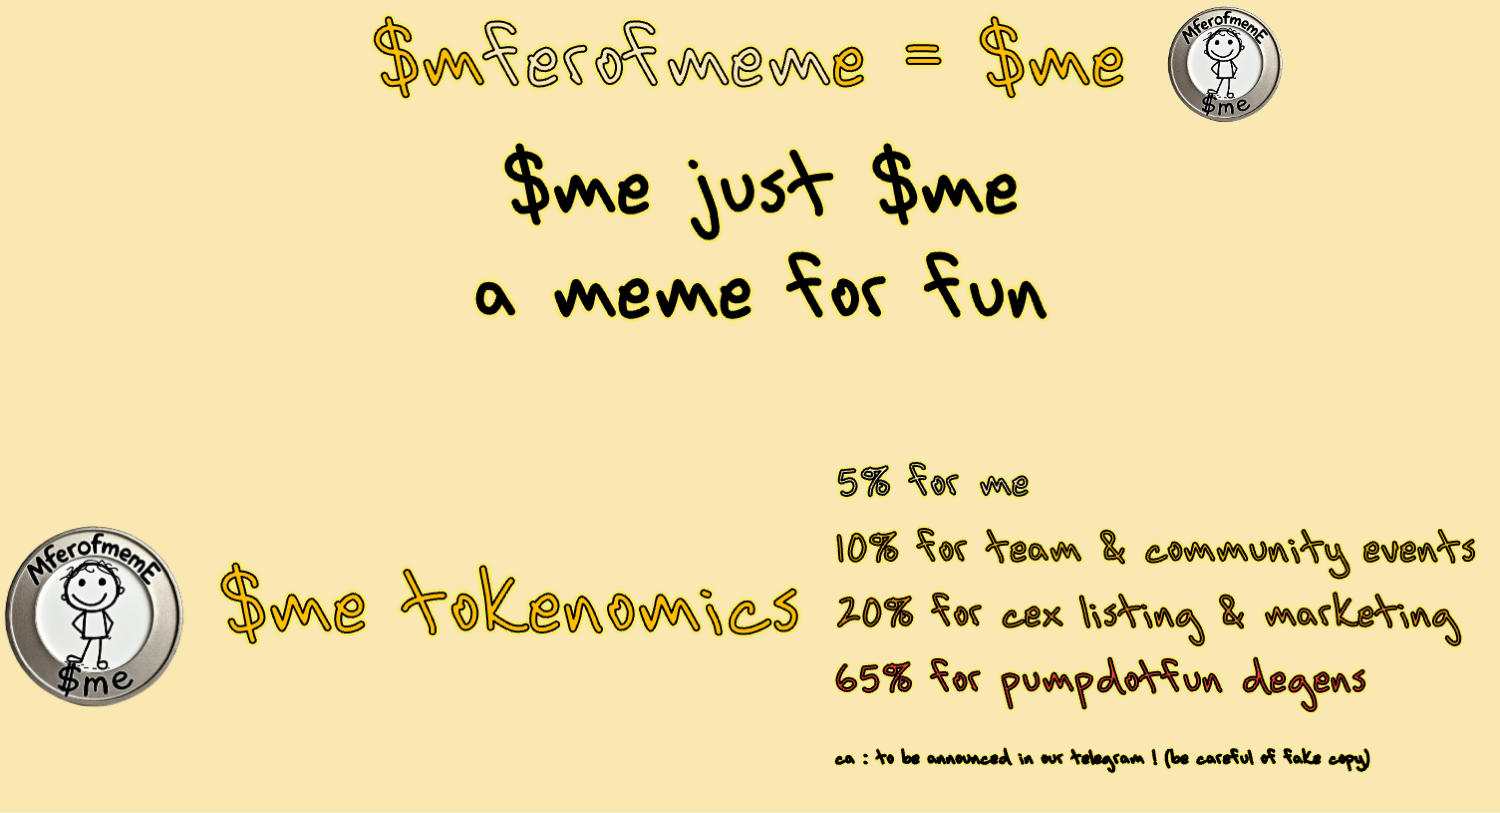 $mferofmeme = $me
MferofmemE
$me
$me just $me
a meme for fun
MferofmemE
$me
$me tokenomics
5% for me
10% for team & community events
20% for cex listing & marketing
65% for pumpdotfun degens
ca : to be announced in our telegram ! (be careful of fake copy)